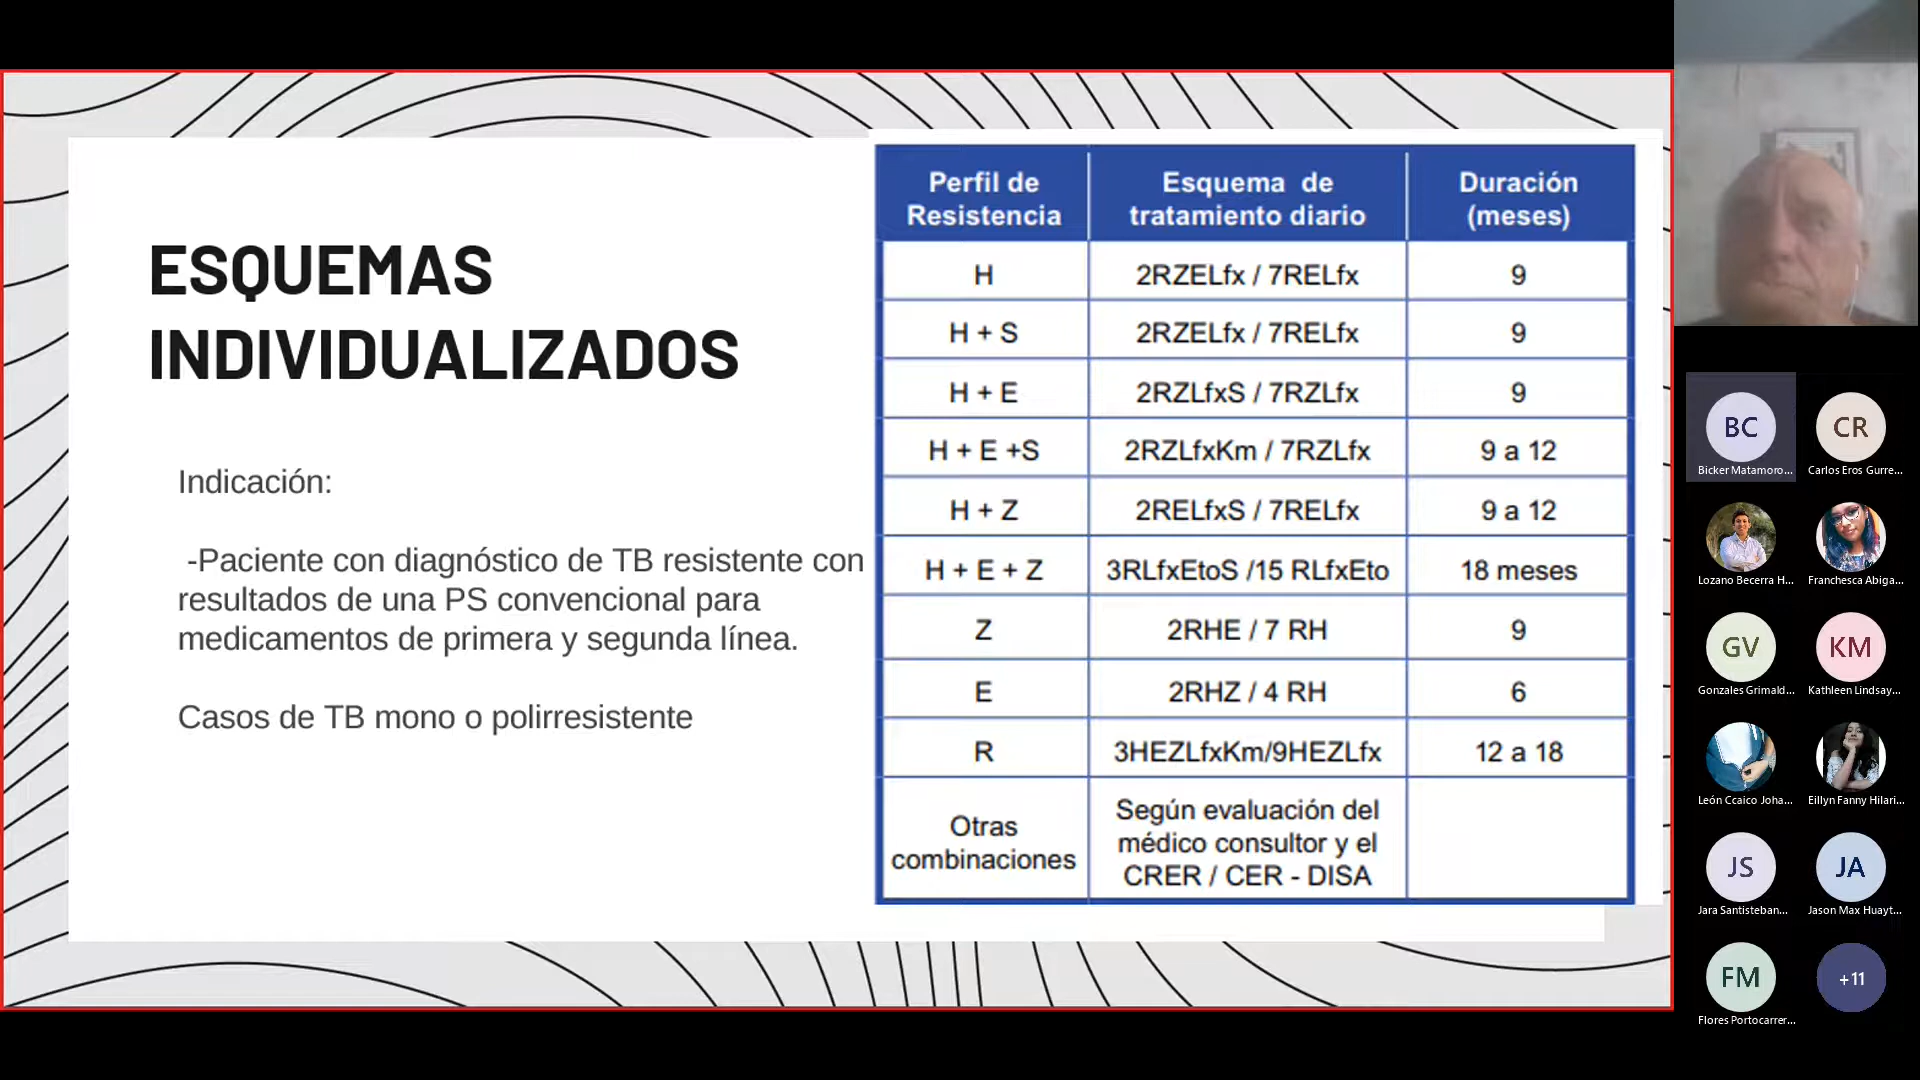 ESQUEMAS
INDIVIDUALIZADOS
Indicación:
-Paciente con diagnóstico de TB resistente con
resultados de una PS convencional para
medicamentos de primera y segunda línea.
Casos de TB mono o polirresistente
Perfil de Resistencia | Esquema de tratamiento diario | Duración (meses)
H | 2RZELfx / 7RELfx | 9
H + S | 2RZELfx / 7RELfx | 9
H + E | 2RZLfxS / 7RZLfx | 9
H + E +S | 2RZLfxKm / 7RZLfx | 9 a 12
H + Z | 2RELfxS / 7RELfx | 9 a 12
H + E + Z | 3RLfxEtoS /15 RLfxEto | 18 meses
Z | 2RHE / 7 RH | 9
E | 2RHZ / 4 RH | 6
R | 3HEZLfxKm/9HEZLfx | 12 a 18
Otras combinaciones | Según evaluación del médico consultor y el CRER / CER - DISA
BC
CR
Bicker Matamoro...
Carlos Eros Gurre...
Lozano Becerra H...
Franchesca Abiga...
GV
KM
Gonzales Grimald...
Kathleen Lindsay...
León Ccaico Joha...
Eillyn Fanny Hilari...
JS
JA
Jara Santisteban...
Jason Max Huayt...
FM
+11
Flores Portocarrer...